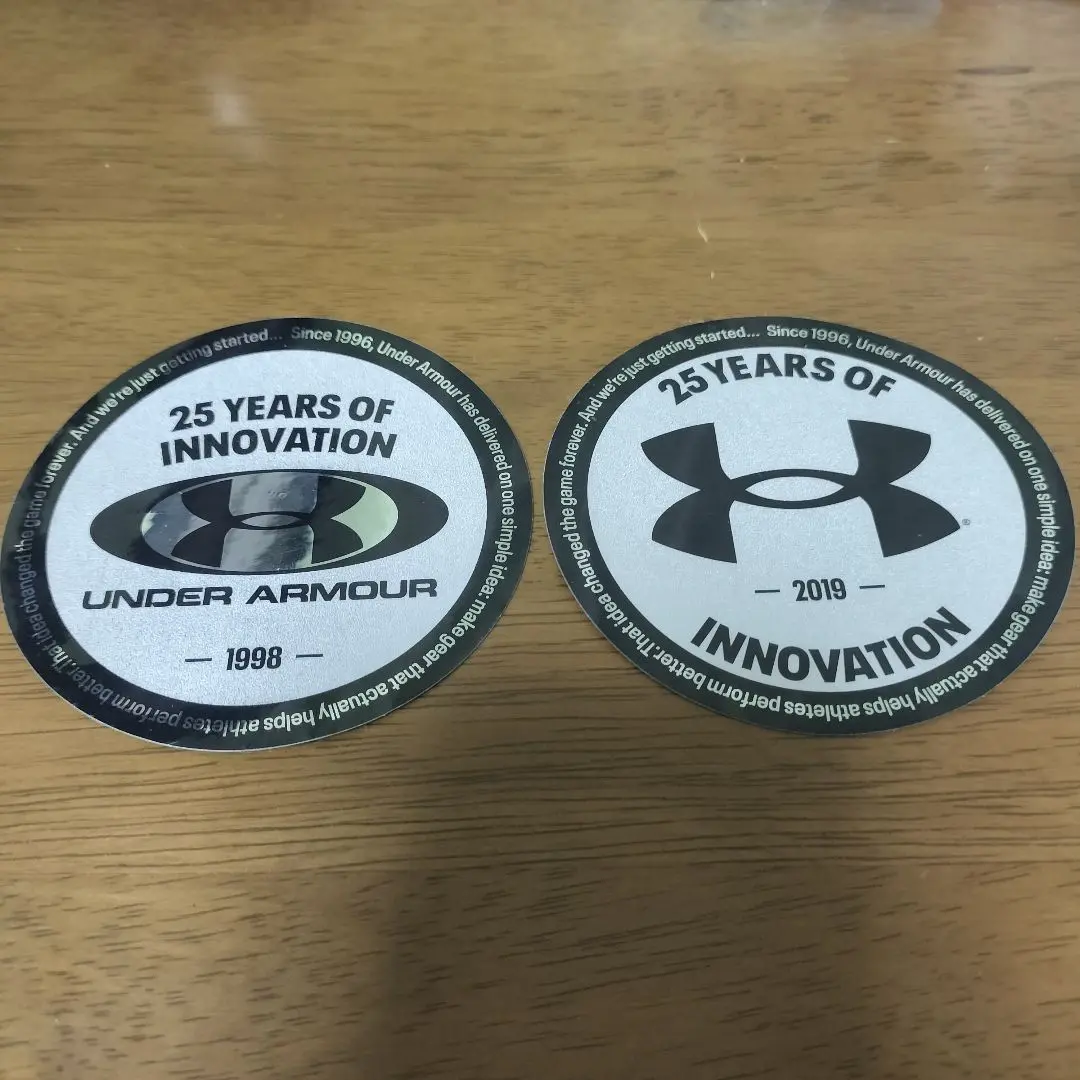 Since 1996, Under Armour has delivered on one simple idea: make gear that actually helps athletes perform better. That idea changed the game forever. And we're just getting started...
25 YEARS OF
INNOVATION
UNDER ARMOUR
— 1998 —
Since 1996, Under Armour has delivered on one simple idea: make gear that actually helps athletes perform better. That idea changed the game forever. And we're just getting started...
25 YEARS OF
®
— 2019 —
INNOVATION